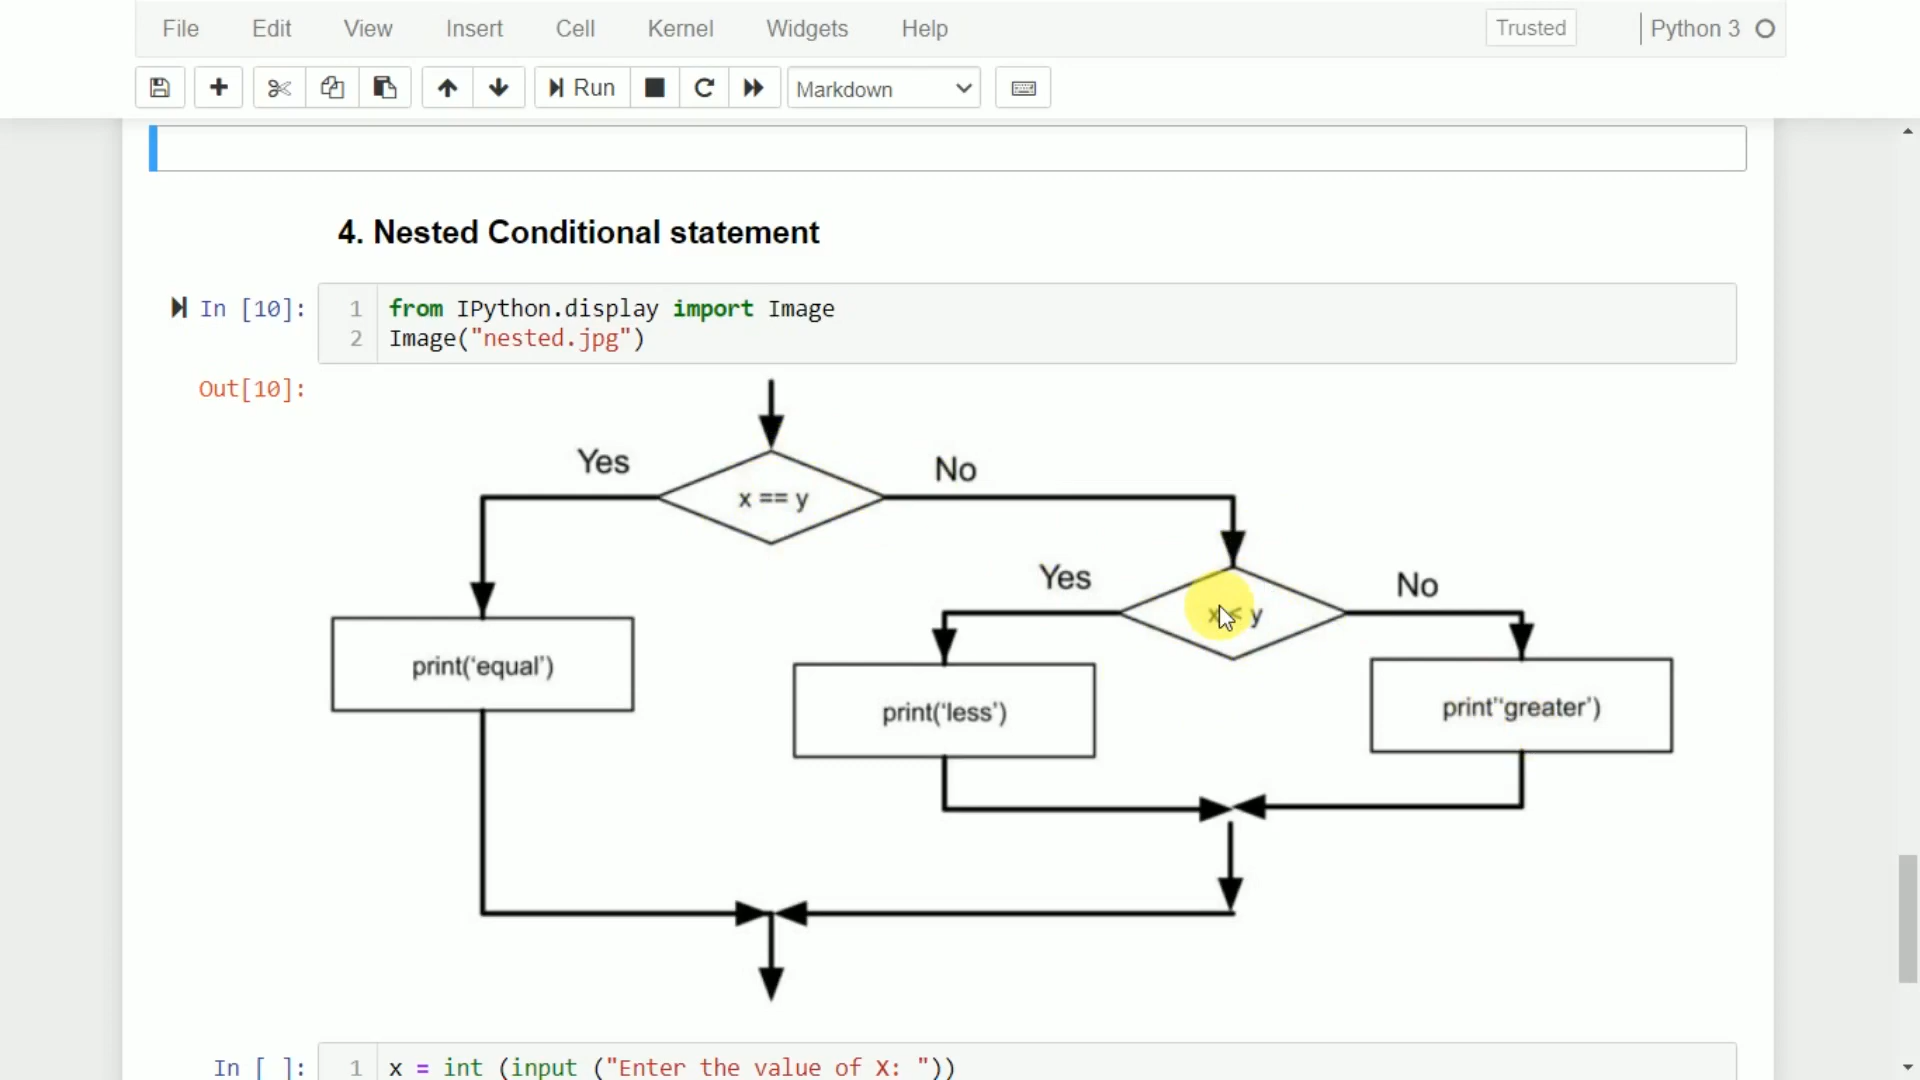 File Edit View Insert Cell Kernel Widgets Help Trusted Python 3
Run Markdown
4. Nested Conditional statement
In [10]: 1 from IPython.display import Image
2 Image("nested.jpg")
Out[10]:
Yes No
x == y
Yes No
x < y
print(‘equal’)
print(‘less’) print"greater’)
In [ ]: 1 x = int (input ("Enter the value of X: "))